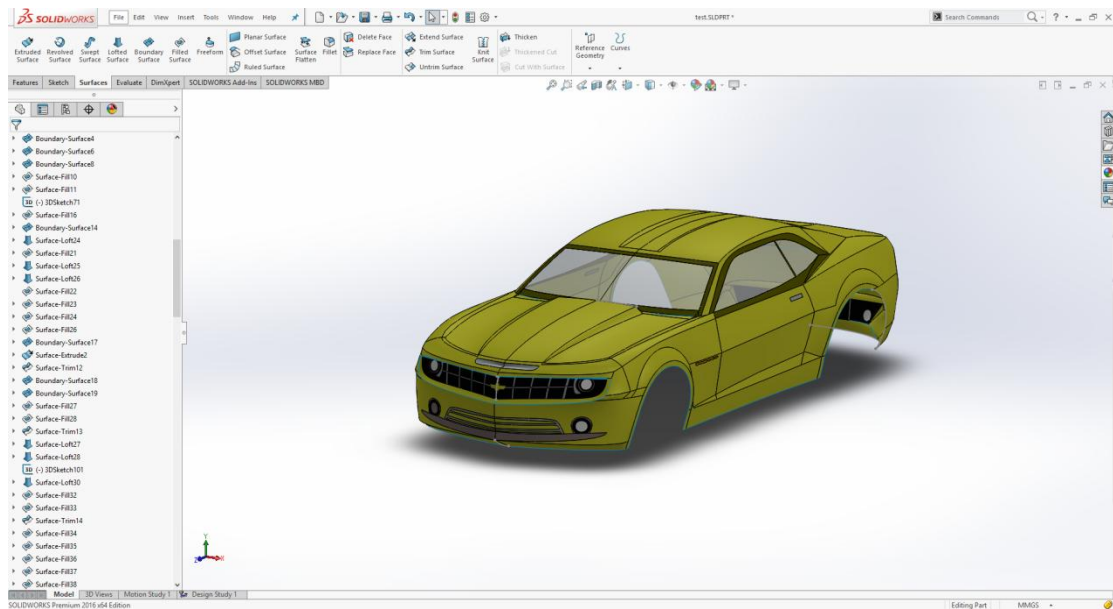 SOLIDWORKS File Edit View Insert Tools Window Help test.SLDPRT * Search Commands
Extruded Surface
Revolved Surface
Swept Surface
Lofted Surface
Boundary Surface
Filled Surface
Freeform
Planar Surface
Offset Surface
Ruled Surface
Surface Flatten
Fillet
Delete Face
Replace Face
Extend Surface
Trim Surface
Untrim Surface
Knit Surface
Thicken
Thickened Cut
Cut With Surface
Reference Geometry
Curves
Features Sketch Surfaces Evaluate DimXpert SOLIDWORKS Add-Ins SOLIDWORKS MBD
Boundary-Surface4
Boundary-Surface6
Boundary-Surface8
Surface-Fill10
Surface-Fill11
3D (-) 3DSketch71
Surface-Fill16
Boundary-Surface14
Surface-Loft24
Surface-Fill21
Surface-Loft25
Surface-Loft26
Surface-Fill22
Surface-Fill23
Surface-Fill24
Surface-Fill26
Boundary-Surface17
Surface-Extrude2
Surface-Trim12
Boundary-Surface18
Boundary-Surface19
Surface-Fill27
Surface-Fill28
Surface-Trim13
Surface-Loft27
Surface-Loft28
3D (-) 3DSketch101
Surface-Loft30
Surface-Fill32
Surface-Fill33
Surface-Trim14
Surface-Fill34
Surface-Fill35
Surface-Fill36
Surface-Fill37
Surface-Fill38
Model 3D Views Motion Study 1 Design Study 1
SOLIDWORKS Premium 2016 x64 Edition Editing Part MMGS